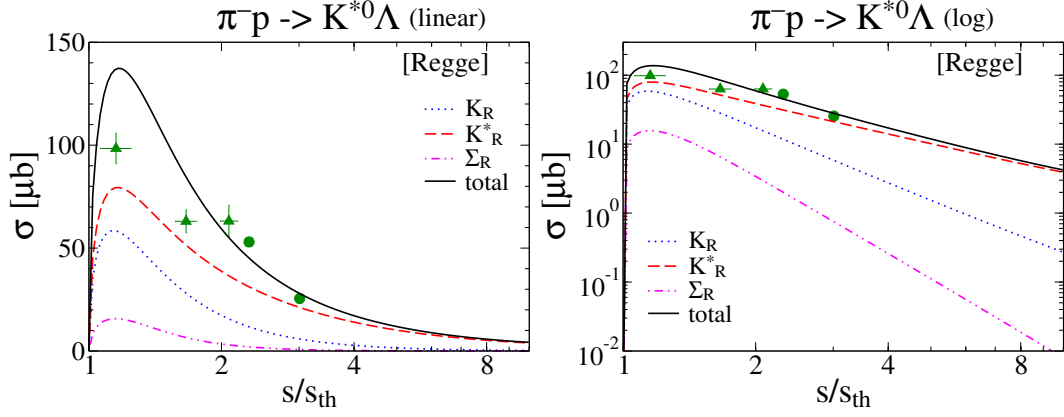 π⁻p -> K*⁰Λ (linear)
[Regge]
150
100
50
0
σ [μb]
K_R
K*_R
Σ_R
total
1 2 4 8
s/s_th
π⁻p -> K*⁰Λ (log)
[Regge]
10²
10¹
10⁰
10⁻¹
10⁻²
σ [μb]
K_R
K*_R
Σ_R
total
1 2 4 8
s/s_th